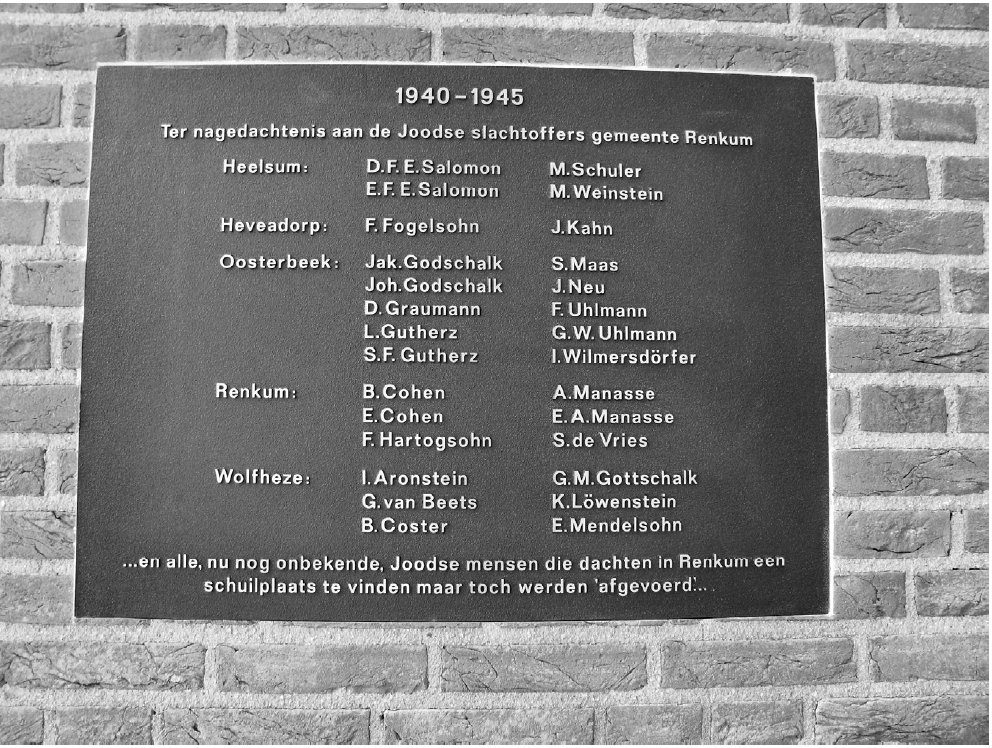 1940-1945
Ter nagedachtenis aan de Joodse slachtoffers gemeente Renkum
Heelsum: D.F.E.Salomon M.Schuler
E.F.E.Salomon M.Weinstein
Heveadorp: F.Fogelsohn J.Kahn
Oosterbeek: Jak.Godschalk S.Maas
Joh.Godschalk J.Neu
D.Graumann F.Uhlmann
L.Gutherz G.W.Uhlmann
S.F. Gutherz I.Wilmersdörfer
Renkum: B.Cohen A.Manasse
E.Cohen E.A.Manasse
F.Hartogsohn S.de Vries
Wolfheze: I.Aronstein G.M.Gottschalk
G.van Beets K.Löwenstein
B.Coster E.Mendelsohn
...en alle, nu nog onbekende, Joodse mensen die dachten in Renkum een
schuilplaats te vinden maar toch werden 'afgevoerd'...